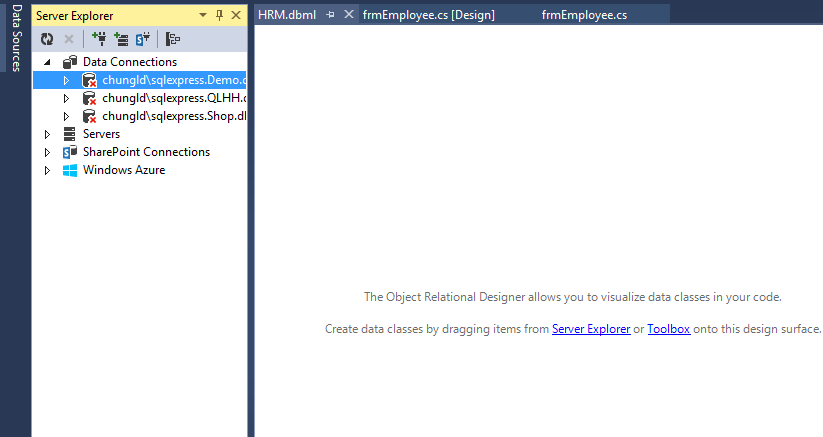 Data Sources
Server Explorer
Data Connections
chungld\sqlexpress.Demo.
chungld\sqlexpress.QLHH.
chungld\sqlexpress.Shop.d
Servers
SharePoint Connections
Windows Azure
HRM.dbml
frmEmployee.cs [Design]
frmEmployee.cs
The Object Relational Designer allows you to visualize data classes in your code.
Create data classes by dragging items from Server Explorer or Toolbox onto this design surface.